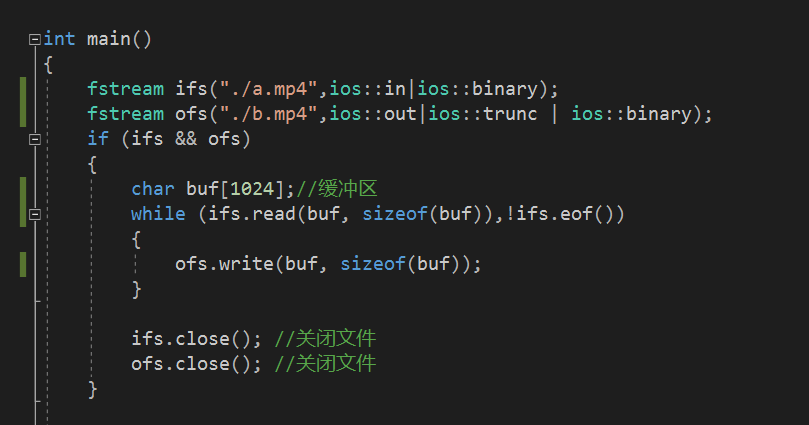 int main()
{
fstream ifs("./a.mp4",ios::in|ios::binary);
fstream ofs("./b.mp4",ios::out|ios::trunc | ios::binary);
if (ifs && ofs)
{
char buf[1024];//缓冲区
while (ifs.read(buf, sizeof(buf)),!ifs.eof())
{
ofs.write(buf, sizeof(buf));
}
ifs.close(); //关闭文件
ofs.close(); //关闭文件
}